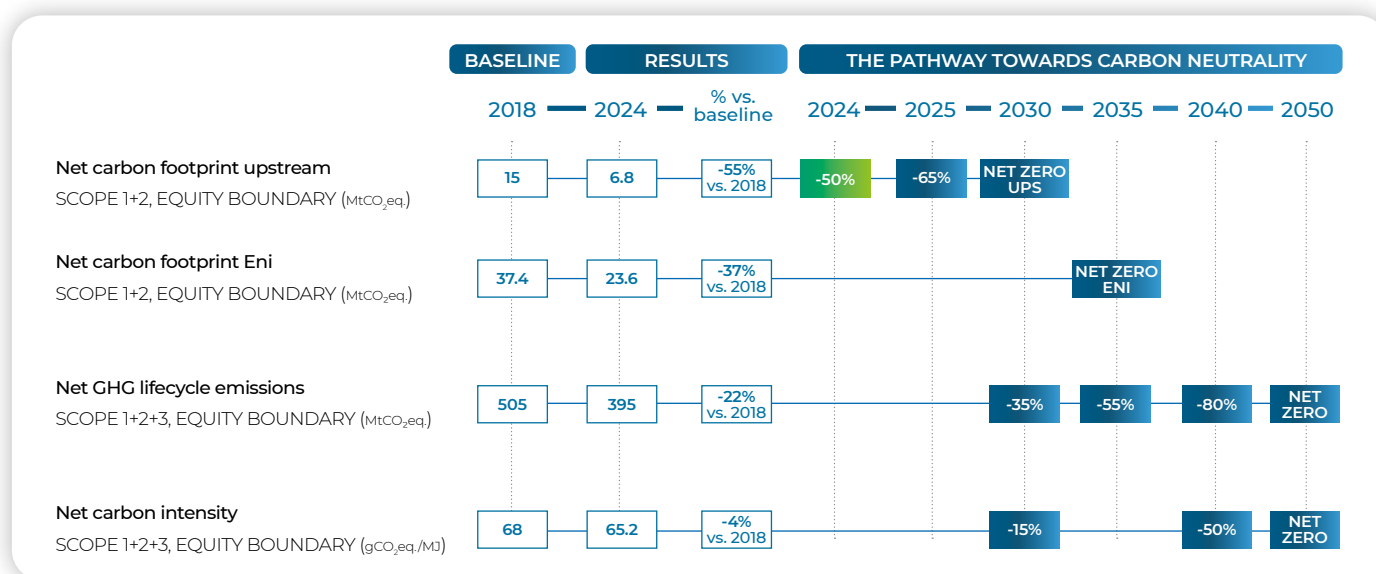 BASELINE RESULTS THE PATHWAY TOWARDS CARBON NEUTRALITY
2018 2024 % vs. baseline 2024 2025 2030 2035 2040 2050
Net carbon footprint upstream
SCOPE 1+2, EQUITY BOUNDARY (MtCO₂eq.)
15 6.8 -55% vs. 2018 -50% -65% NET ZERO UPS
Net carbon footprint Eni
SCOPE 1+2, EQUITY BOUNDARY (MtCO₂eq.)
37.4 23.6 -37% vs. 2018 NET ZERO ENI
Net GHG lifecycle emissions
SCOPE 1+2+3, EQUITY BOUNDARY (MtCO₂eq.)
505 395 -22% vs. 2018 -35% -55% -80% NET ZERO
Net carbon intensity
SCOPE 1+2+3, EQUITY BOUNDARY (gCO₂eq./MJ)
68 65.2 -4% vs. 2018 -15% -50% NET ZERO